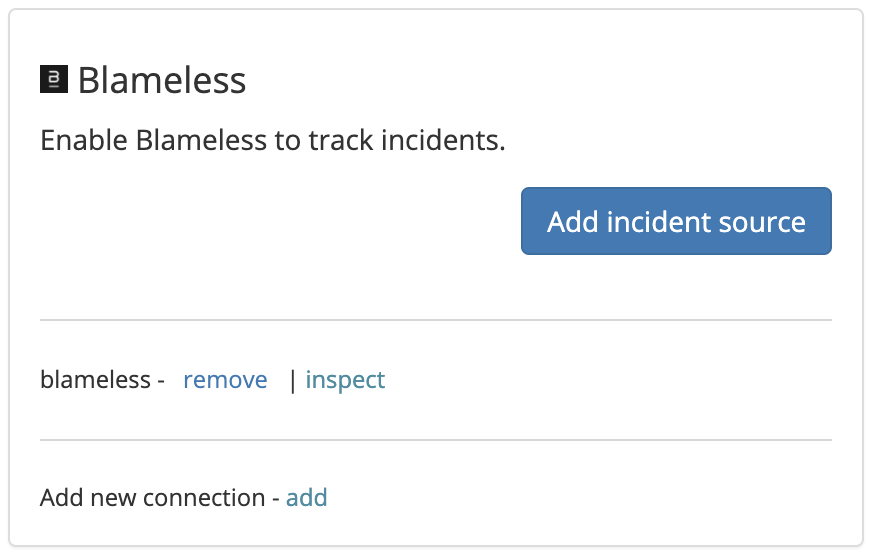 Blameless
Enable Blameless to track incidents.
Add incident source
blameless - remove | inspect
Add new connection - add